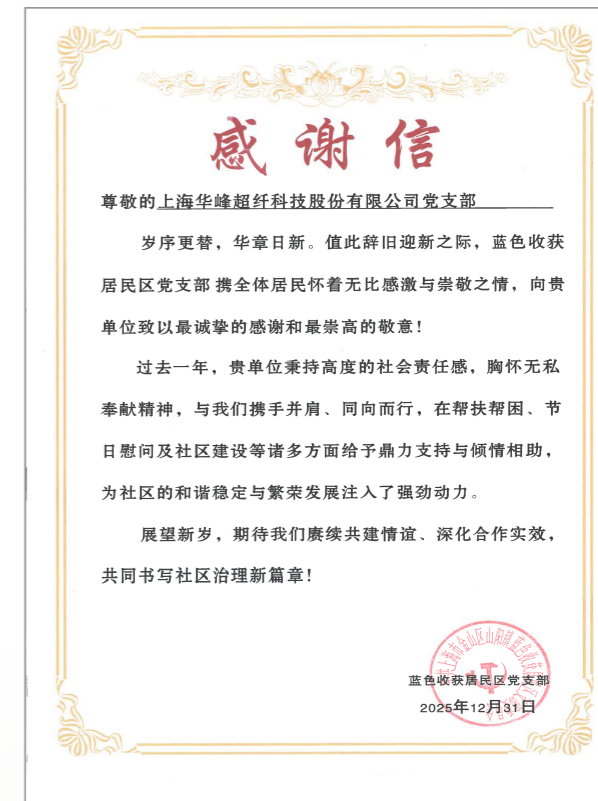 感谢信
尊敬的上海华峰超纤科技股份有限公司党支部
岁序更替，华章日新。值此辞旧迎新之际，蓝色收获
居民区党支部 携全体居民怀着无比感激与崇敬之情，向贵
单位致以最诚挚的感谢和最崇高的敬意！
过去一年，贵单位秉持高度的社会责任感，胸怀无私
奉献精神，与我们携手并肩、同向而行，在帮扶帮困、节
日慰问及社区建设等诸多方面给予鼎力支持与倾情相助，
为社区的和谐稳定与繁荣发展注入了强劲动力。
展望新岁，期待我们赓续共建情谊、深化合作实效，
共同书写社区治理新篇章！
蓝色收获居民区党支部
2025年12月31日